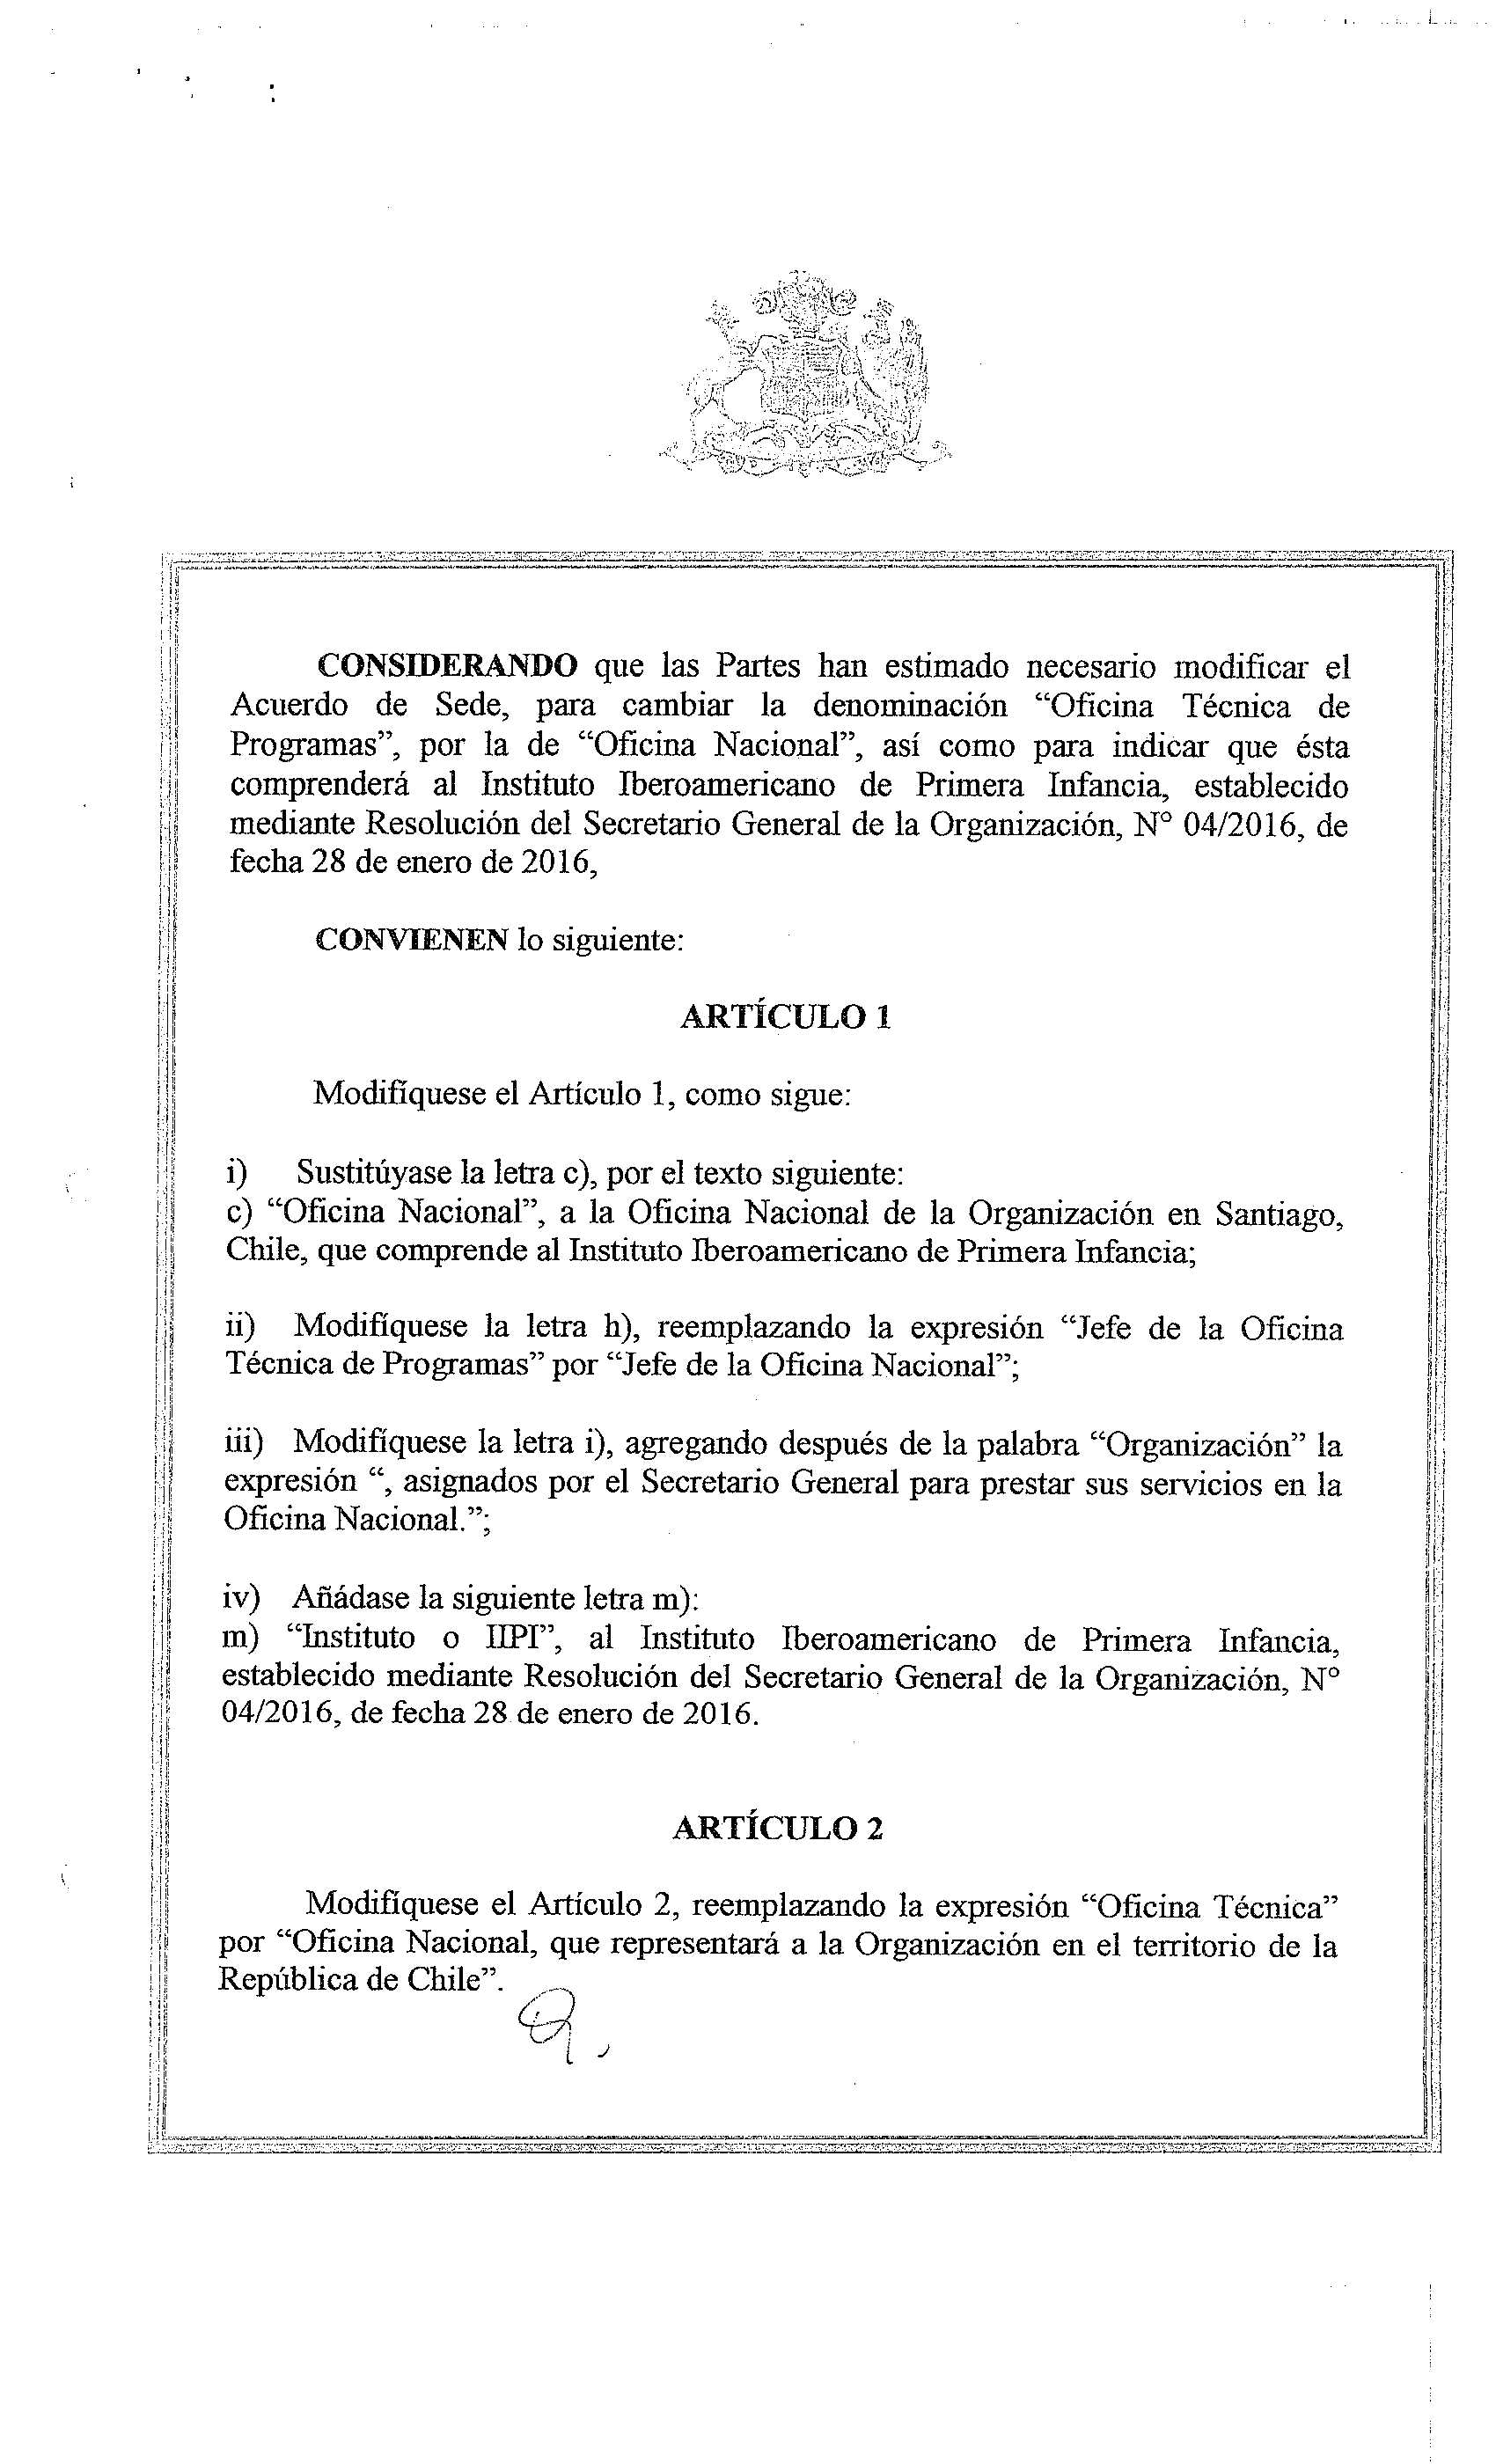 CONSIDERANDO que las Partes han estimado necesario modificar el
Acuerdo de Sede, para cambiar la denominación “Oficina Técnica de
Programas”, por la de “Oficina Nacional”, así como para indicar que ésta
comprenderá al Instituto Iberoamericano de Primera Infancia, establecido
mediante Resolución del Secretario General de la Organización, N° 04/2016, de
fecha 28 de enero de 2016,
CONVIENEN lo siguiente:
ARTÍCULO 1
Modifíquese el Artículo 1, como sigue:
i) Sustitúyase la letra c), por el texto siguiente:
c) “Oficina Nacional”, a la Oficina Nacional de la Organización en Santiago,
Chile, que comprende al Instituto Iberoamericano de Primera Infancia;
ii) Modifíquese la letra h), reemplazando la expresión “Jefe de la Oficina
Técnica de Programas” por “Jefe de la Oficina Nacional”;
iii) Modifíquese la letra i), agregando después de la palabra “Organización” la
expresión “, asignados por el Secretario General para prestar sus servicios en la
Oficina Nacional.”;
iv) Añádase la siguiente letra m):
m) “Instituto o IIPI”, al Instituto Iberoamericano de Primera Infancia,
establecido mediante Resolución del Secretario General de la Organización, N°
04/2016, de fecha 28 de enero de 2016.
ARTÍCULO 2
Modifíquese el Artículo 2, reemplazando la expresión “Oficina Técnica”
por “Oficina Nacional, que representará a la Organización en el territorio de la
República de Chile”.